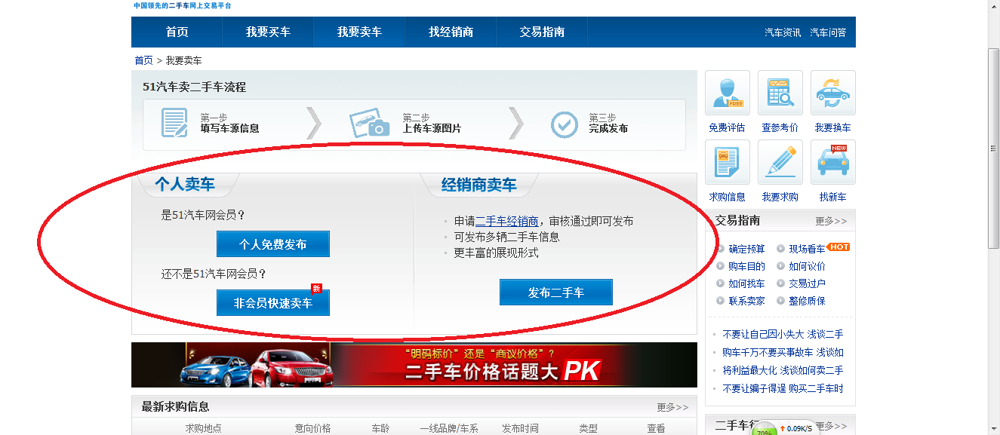 中国领先的二手车网上交易平台
首页 我要买车 我要卖车 找经销商 交易指南 汽车资讯 汽车问答
首页 > 我要卖车
51汽车卖二手车流程
第一步
填写车源信息
第二步
上传车源图片
第三步
完成发布
个人卖车
是51汽车网会员？
个人免费发布
还不是51汽车网会员？
新
非会员快速卖车
经销商卖车
申请二手车经销商，审核通过即可发布
可发布多辆二手车信息
更丰富的展现形式
发布二手车
“明码标价”还是“商议价格”？
二手车价格话题大PK
最新求购信息 更多>>
求购地点 意向价格 车龄 一线品牌/车系 发布时间 类型 查看
FREE
免费评估 查参考价 我要换车
NEW
求购信息 我要求购 找新车
交易指南 更多>>
确定预算 现场看车 HOT
购车目的 如何议价
如何找车 交易过户
联系卖家 整修质保
不要让自己因小失大 浅谈二手
购车千万不要买事故车 浅谈如
将利益最大化 浅谈如何卖二手
不要让骗子得逞 购买二手车时
二手车行 更多>>
70% 0.09K/S